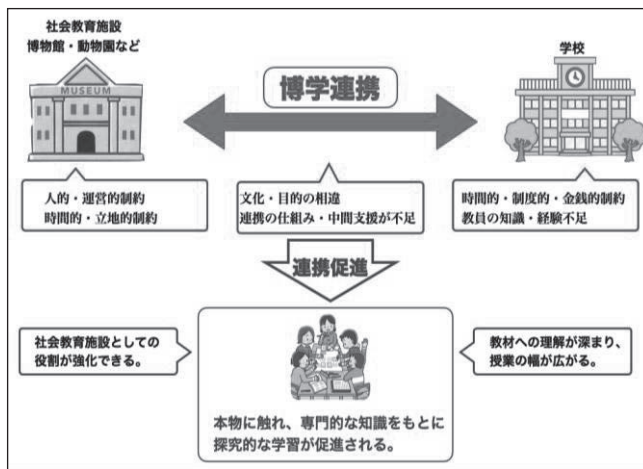 社会教育施設
博物館・動物園など
MUSEUM
博学連携
学校
人的・運営的制約
時間的・立地的制約
文化・目的の相違
連携の仕組み・中間支援が不足
時間的・制度的・金銭的制約
教員の知識・経験不足
連携促進
社会教育施設としての
役割が強化できる。
本物に触れ、専門的な知識をもとに
探究的な学習が促進される。
教材への理解が深まり、
授業の幅が広がる。